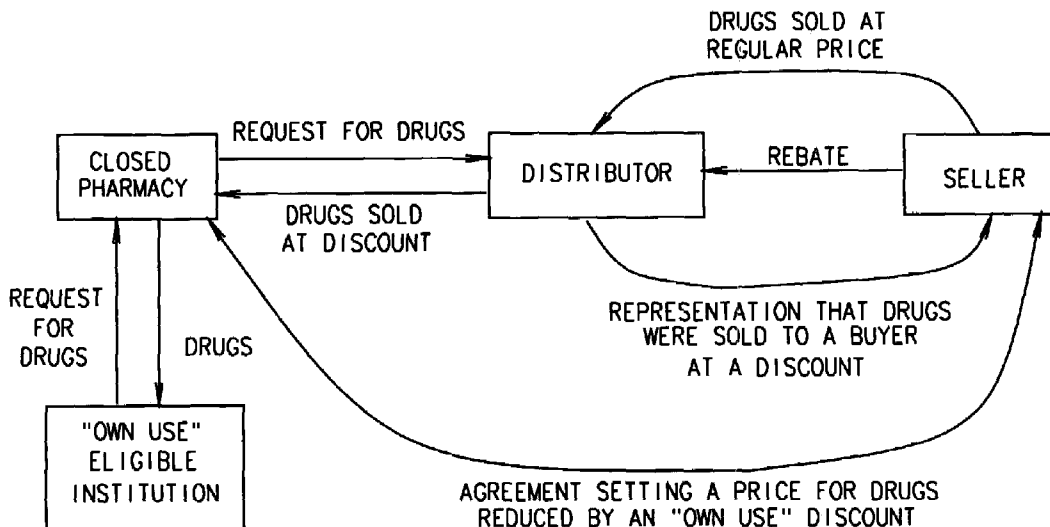 DRUGS SOLD AT
REGULAR PRICE
REQUEST FOR DRUGS
CLOSED
PHARMACY
DISTRIBUTOR
REBATE
SELLER
DRUGS SOLD
AT DISCOUNT
REQUEST
FOR
DRUGS
DRUGS
REPRESENTATION THAT DRUGS
WERE SOLD TO A BUYER
AT A DISCOUNT
"OWN USE"
ELIGIBLE
INSTITUTION
AGREEMENT SETTING A PRICE FOR DRUGS
REDUCED BY AN "OWN USE" DISCOUNT